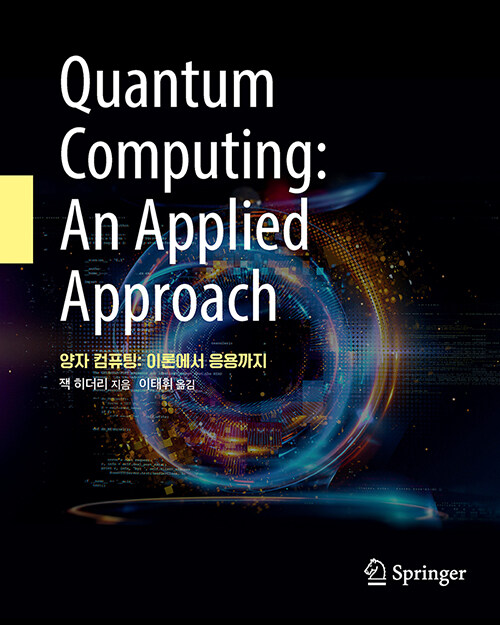 Quantum
Computing:
An Applied
Approach
양자 컴퓨팅: 이론에서 응용까지
잭 히더리 지음 이태휘 옮김
Springer